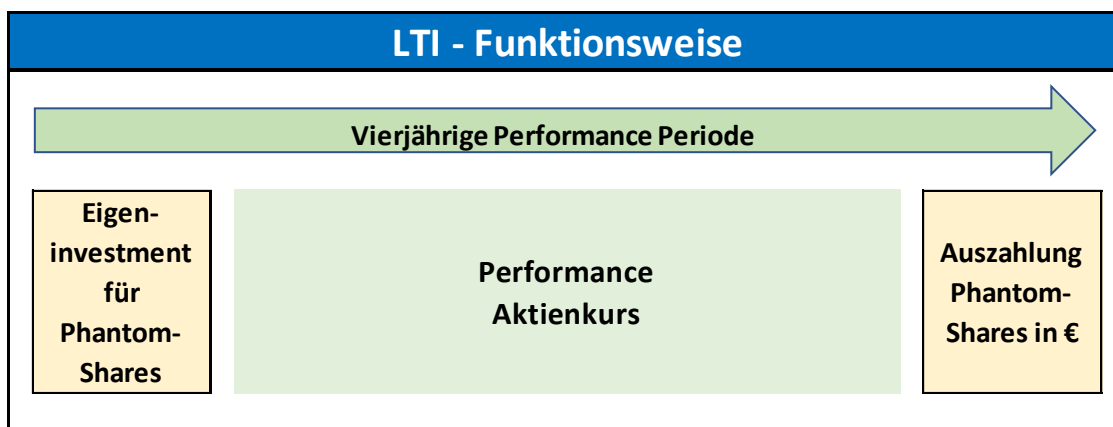 LTI - Funktionsweise
Vierjährige Performance Periode
Eigen-
investment
für
Phantom-
Shares
Performance
Aktienkurs
Auszahlung
Phantom-
Shares in €